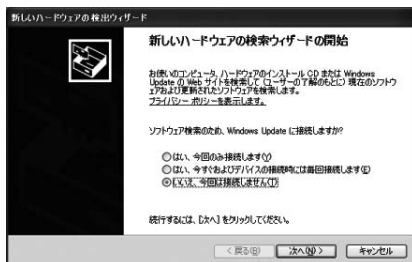 新しいハードウェアの検出ウィザード
新しいハードウェアの検索ウィザードの開始
お使いのコンピュータ、ハードウェアのインストール CD または Windows
Update の Web サイトを検索して (ユーザーの了解のもとに) 現在のソフトウ
ェアおよび更新されたソフトウェアを検索します。
プライバシー ポリシーを表示します。
ソフトウェア検索のため、Windows Update に接続しますか?
はい、今回のみ接続します(Y)
はい、今すぐおよびデバイスの接続時には毎回接続します(E)
いいえ、今回は接続しません(T)
続行するには、[次へ] をクリックしてください。
< 戻る(B) 次へ(N) > キャンセル